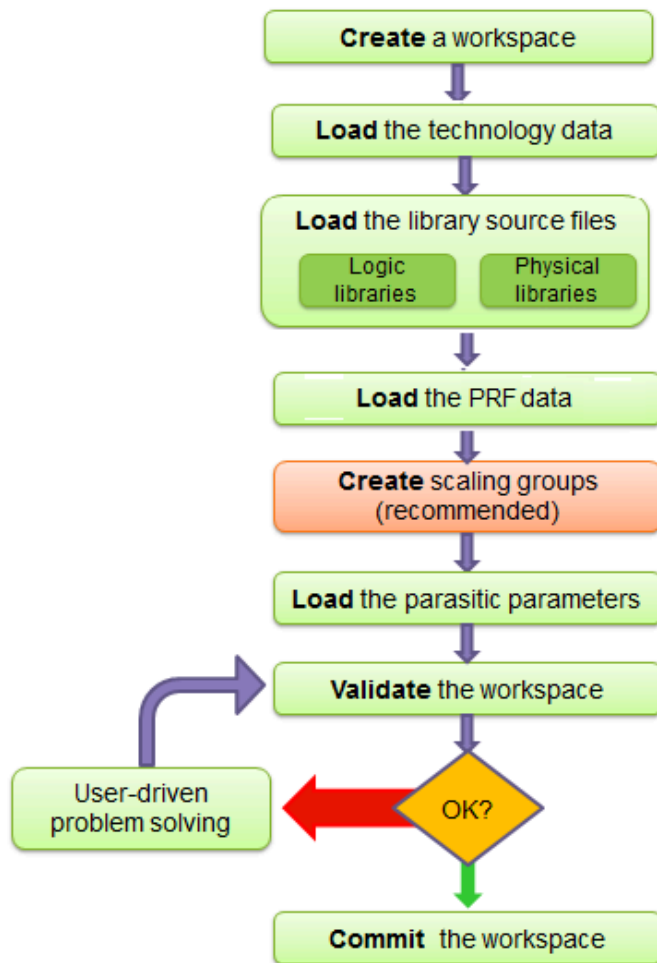 Create a workspace
Load the technology data
Load the library source files
Logic
libraries
Physical
libraries
Load the PRF data
Create scaling groups
(recommended)
Load the parasitic parameters
Validate the workspace
User-driven
problem solving
OK?
Commit the workspace